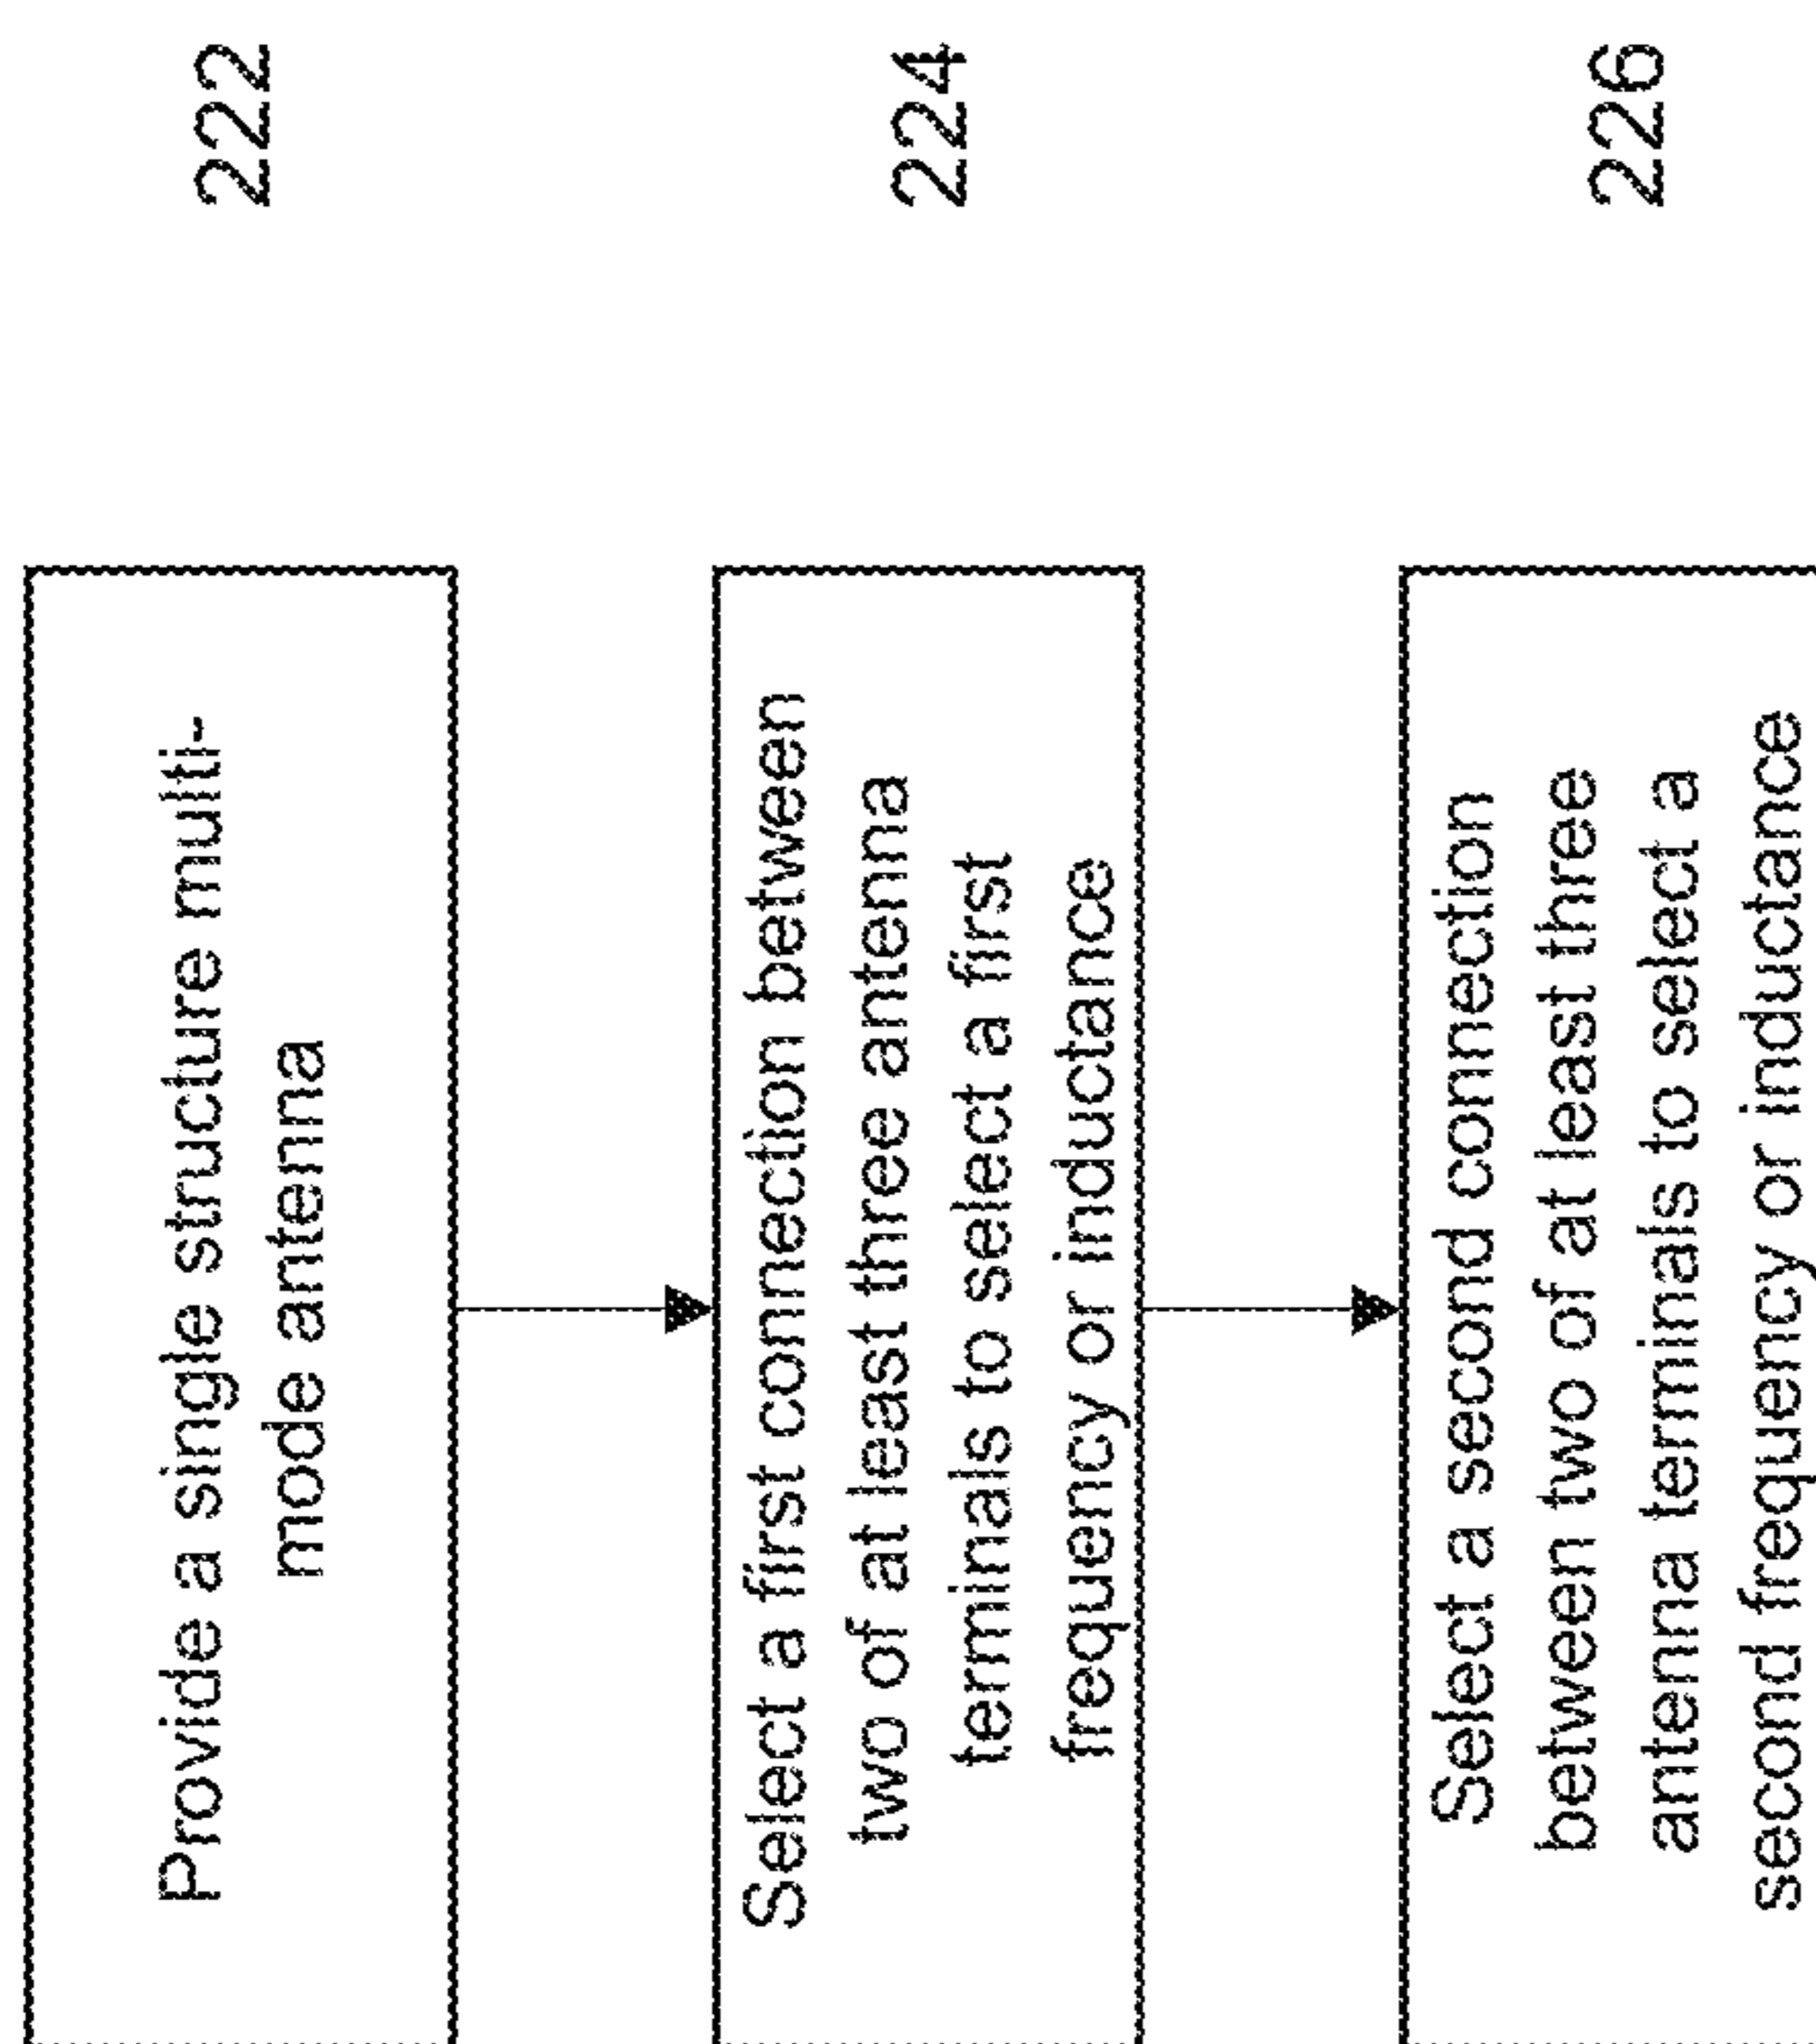 Provide a single structure multi-
mode antenna
222
Select a first connection between
two of at least three antenna
terminals to select a first
frequency or inductance
224
Select a second connection
between two of at least three
antenna terminals to select a
second frequency or inductance
226